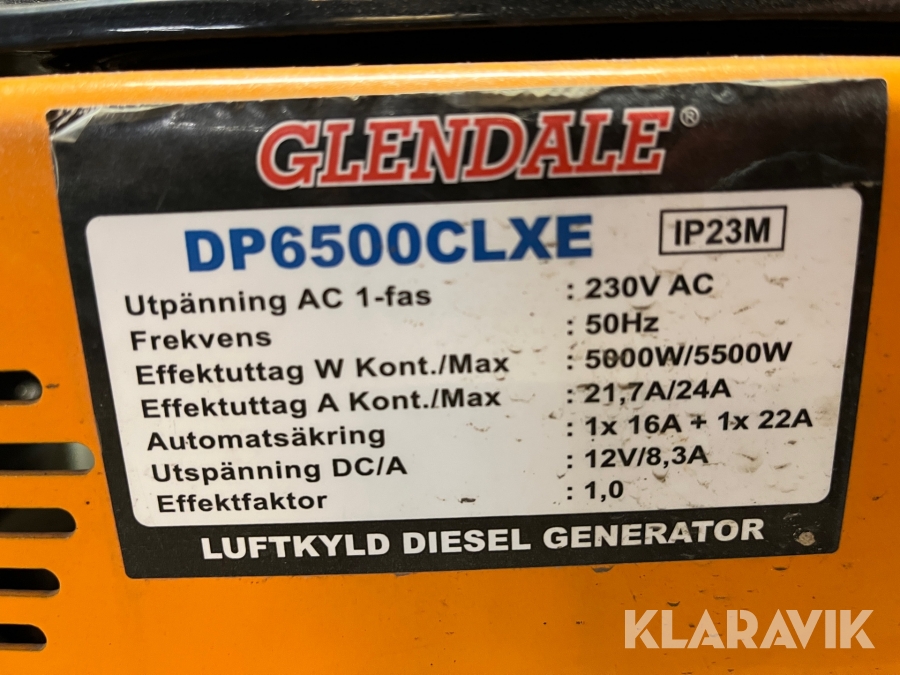 GLENDALE®
DP6500CLXE IP23M
Utpänning AC 1-fas : 230V AC
Frekvens : 50Hz
Effektuttag W Kont./Max : 5000W/5500W
Effektuttag A Kont./Max : 21,7A/24A
Automatsäkring : 1x 16A + 1x 22A
Utspänning DC/A : 12V/8,3A
Effektfaktor : 1,0
LUFTKYLD DIESEL GENERATOR
KLARAVIK